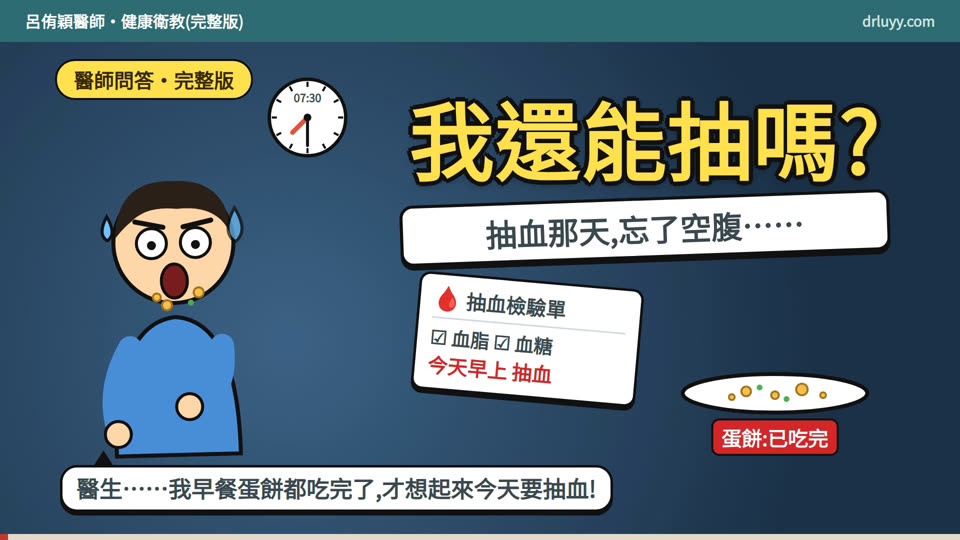 呂侑穎醫師・健康衛教(完整版)
drluyy.com
醫師問答・完整版
07:30
我還能抽嗎?
抽血那天,忘了空腹……
抽血檢驗單
☑ 血脂 ☑ 血糖
今天早上 抽血
蛋餅:已吃完
醫生……我早餐蛋餅都吃完了,才想起來今天要抽血!